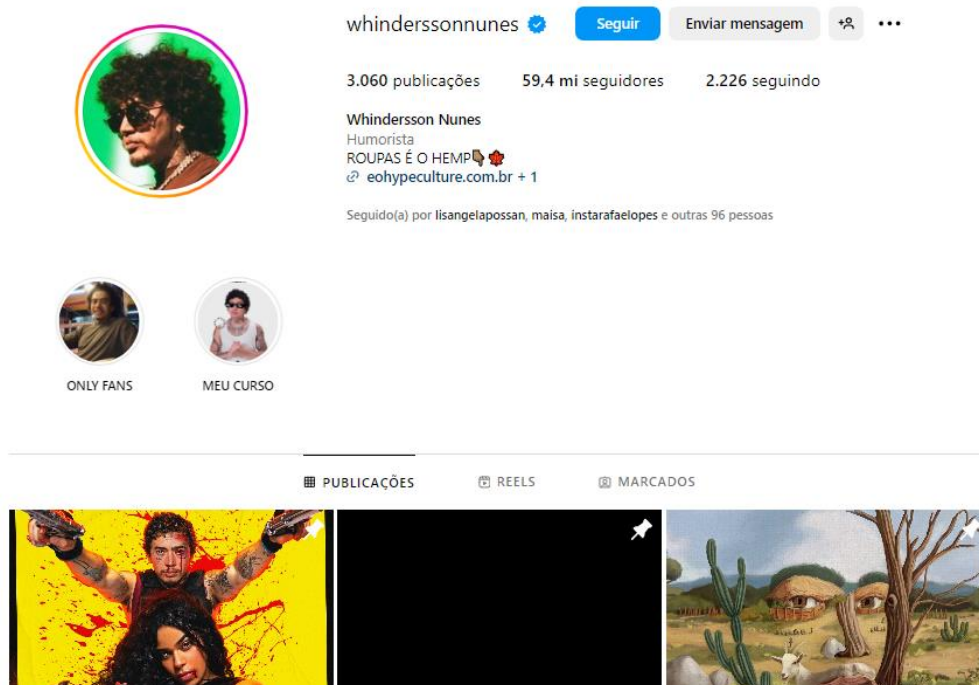 whinderssonnunes Seguir Enviar mensagem
3.060 publicações 59,4 mi seguidores 2.226 seguindo
Whindersson Nunes
Humorista
ROUPAS É O HEMP👇🏾🍁
eohypeculture.com.br + 1
Seguido(a) por lisangelapossan, maisa, instarafaelopes e outras 96 pessoas
ONLY FANS MEU CURSO
PUBLICAÇÕES REELS MARCADOS